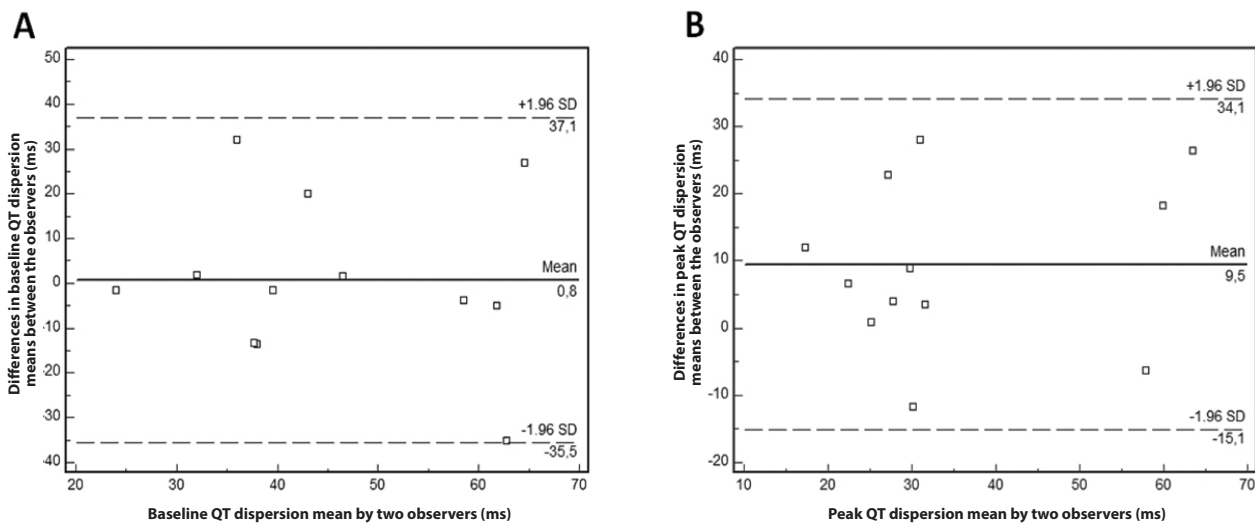 A
Differences in baseline QT dispersion
means between the observers (ms)
50
40
30
20
10
0
-10
-20
-30
-40
+1.96 SD
37,1
Mean
0,8
-1.96 SD
-35,5
20
30
40
50
60
70
Baseline QT dispersion mean by two observers (ms)
B
Differences in peak QT dispersion
means between the observers (ms)
40
30
20
10
0
-10
-20
+1.96 SD
34,1
Mean
9,5
-1.96 SD
-15,1
10
20
30
40
50
60
70
Peak QT dispersion mean by two observers (ms)